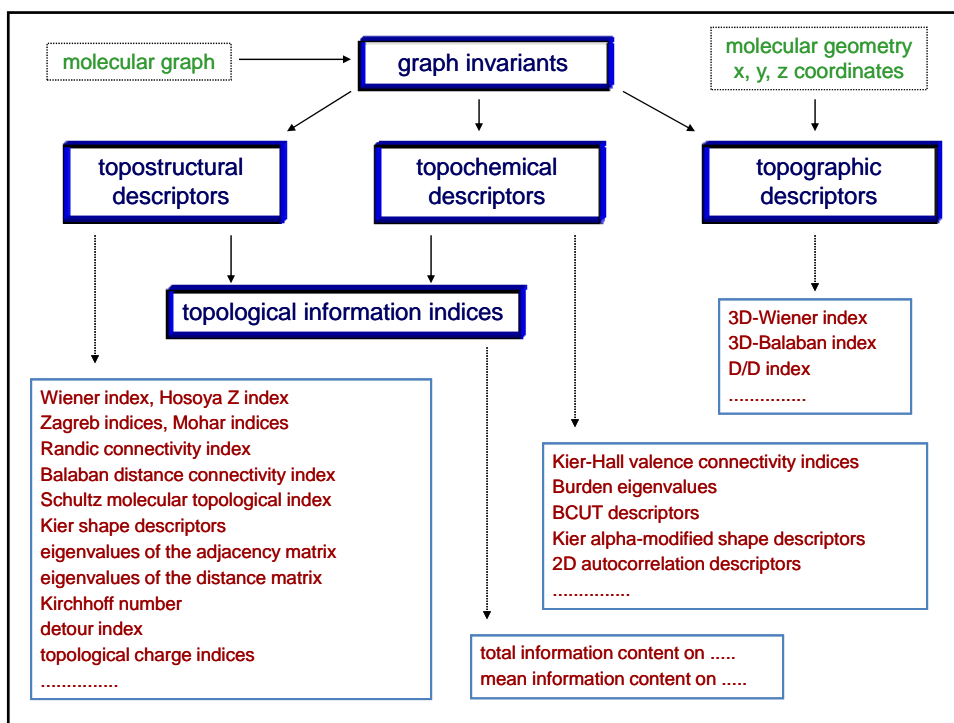 molecular graph
graph invariants
molecular geometry
x, y, z coordinates
topostructural
descriptors
topochemical
descriptors
topographic
descriptors
topological information indices
3D-Wiener index
3D-Balaban index
D/D index
...............
Wiener index, Hosoya Z index
Zagreb indices, Mohar indices
Randic connectivity index
Balaban distance connectivity index
Schultz molecular topological index
Kier shape descriptors
eigenvalues of the adjacency matrix
eigenvalues of the distance matrix
Kirchhoff number
detour index
topological charge indices
...............
Kier-Hall valence connectivity indices
Burden eigenvalues
BCUT descriptors
Kier alpha-modified shape descriptors
2D autocorrelation descriptors
...............
total information content on .....
mean information content on .....